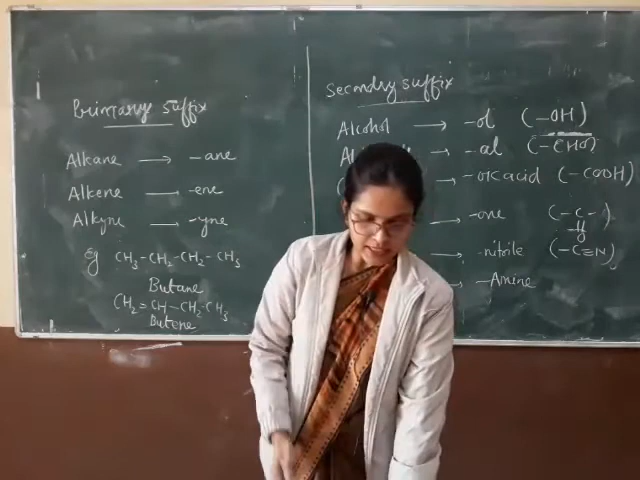 Primary suffix
Alkane → -ane
Alkene → -ene
Alkyne → -yne
eg CH3-CH2-CH2-CH3
Butane
CH2=CH-CH2-CH3
Butene
Secondry suffix
Alcohol → -ol (-OH)
→ -al (-CHO)
→ -oic acid (-COOH)
→ -one (-C-)
||
O
→ -nitrile (-C≡N)
→ -Amine